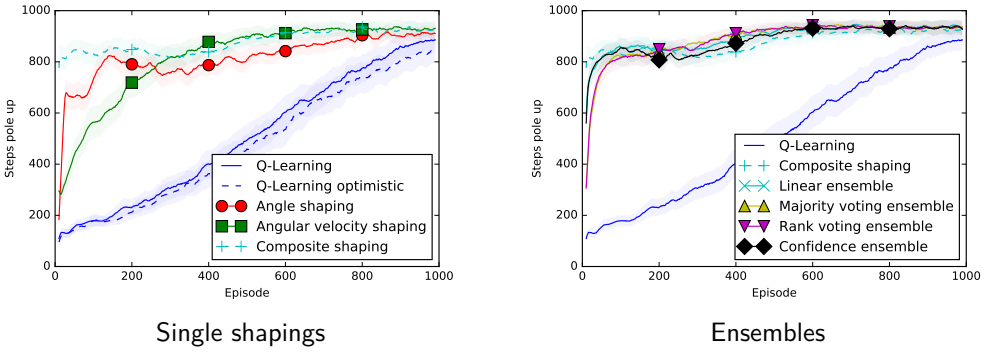 1000
800
600
400
200
0
Steps pole up
Q-Learning
Q-Learning optimistic
Angle shaping
Angular velocity shaping
Composite shaping
0 200 400 600 800 1000
Episode
Single shapings
1000
800
600
400
200
0
Steps pole up
Q-Learning
Composite shaping
Linear ensemble
Majority voting ensemble
Rank voting ensemble
Confidence ensemble
0 200 400 600 800 1000
Episode
Ensembles